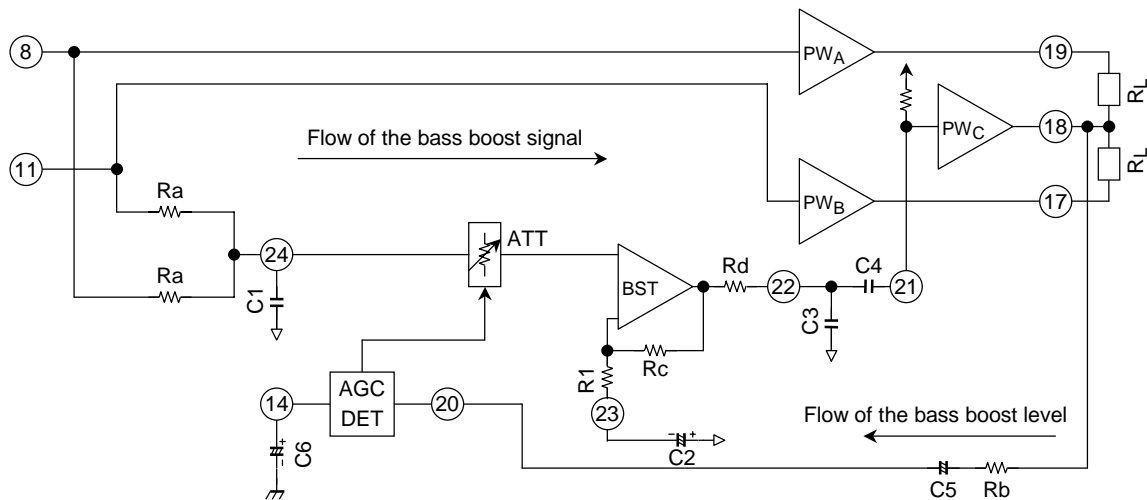 8
PWA
19
RL
PWC
18
Flow of the bass boost signal
11
RL
Ra
PWB
17
ATT
24
Rd
C4
Ra
BST
22
21
C1
C3
R1
Rc
AGC
DET
14
20
23
Flow of the bass boost level
C6
– +
– +
C2
C5
Rb